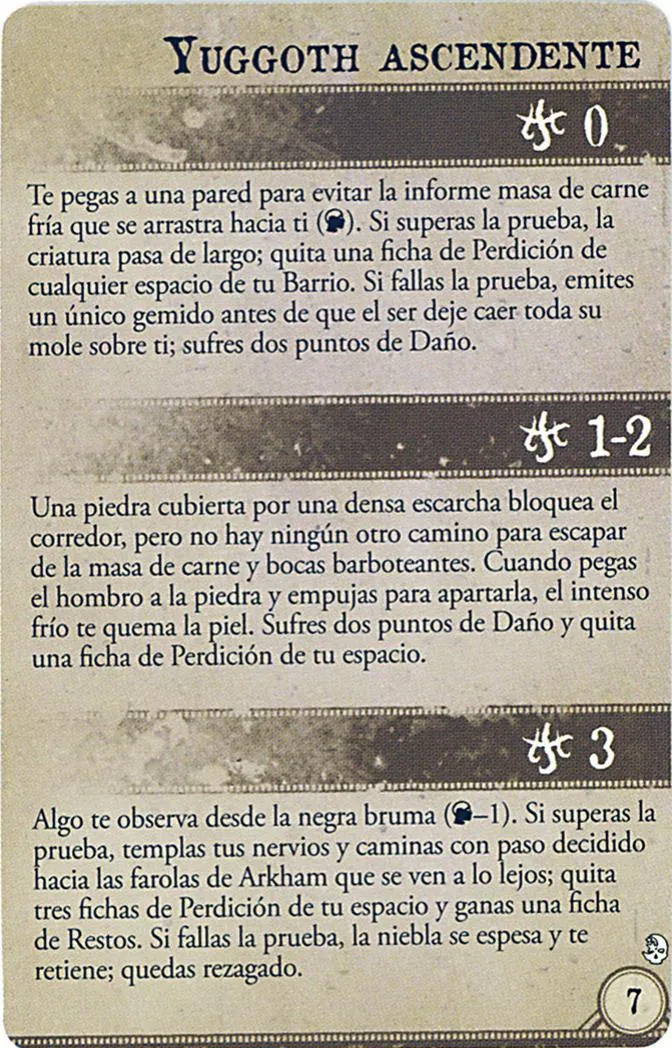 YUGGOTH ASCENDENTE
0
Te pegas a una pared para evitar la informe masa de carne
fría que se arrastra hacia ti (). Si superas la prueba, la
criatura pasa de largo; quita una ficha de Perdición de
cualquier espacio de tu Barrio. Si fallas la prueba, emites
un único gemido antes de que el ser deje caer toda su
mole sobre ti; sufres dos puntos de Daño.
1-2
Una piedra cubierta por una densa escarcha bloquea el
corredor, pero no hay ningún otro camino para escapar
de la masa de carne y bocas barboteantes. Cuando pegas
el hombro a la piedra y empujas para apartarla, el intenso
frío te quema la piel. Sufres dos puntos de Daño y quita
una ficha de Perdición de tu espacio.
3
Algo te observa desde la negra bruma (–1). Si superas la
prueba, templas tus nervios y caminas con paso decidido
hacia las farolas de Arkham que se ven a lo lejos; quita
tres fichas de Perdición de tu espacio y ganas una ficha
de Restos. Si fallas la prueba, la niebla se espesa y te
retiene; quedas rezagado.
7